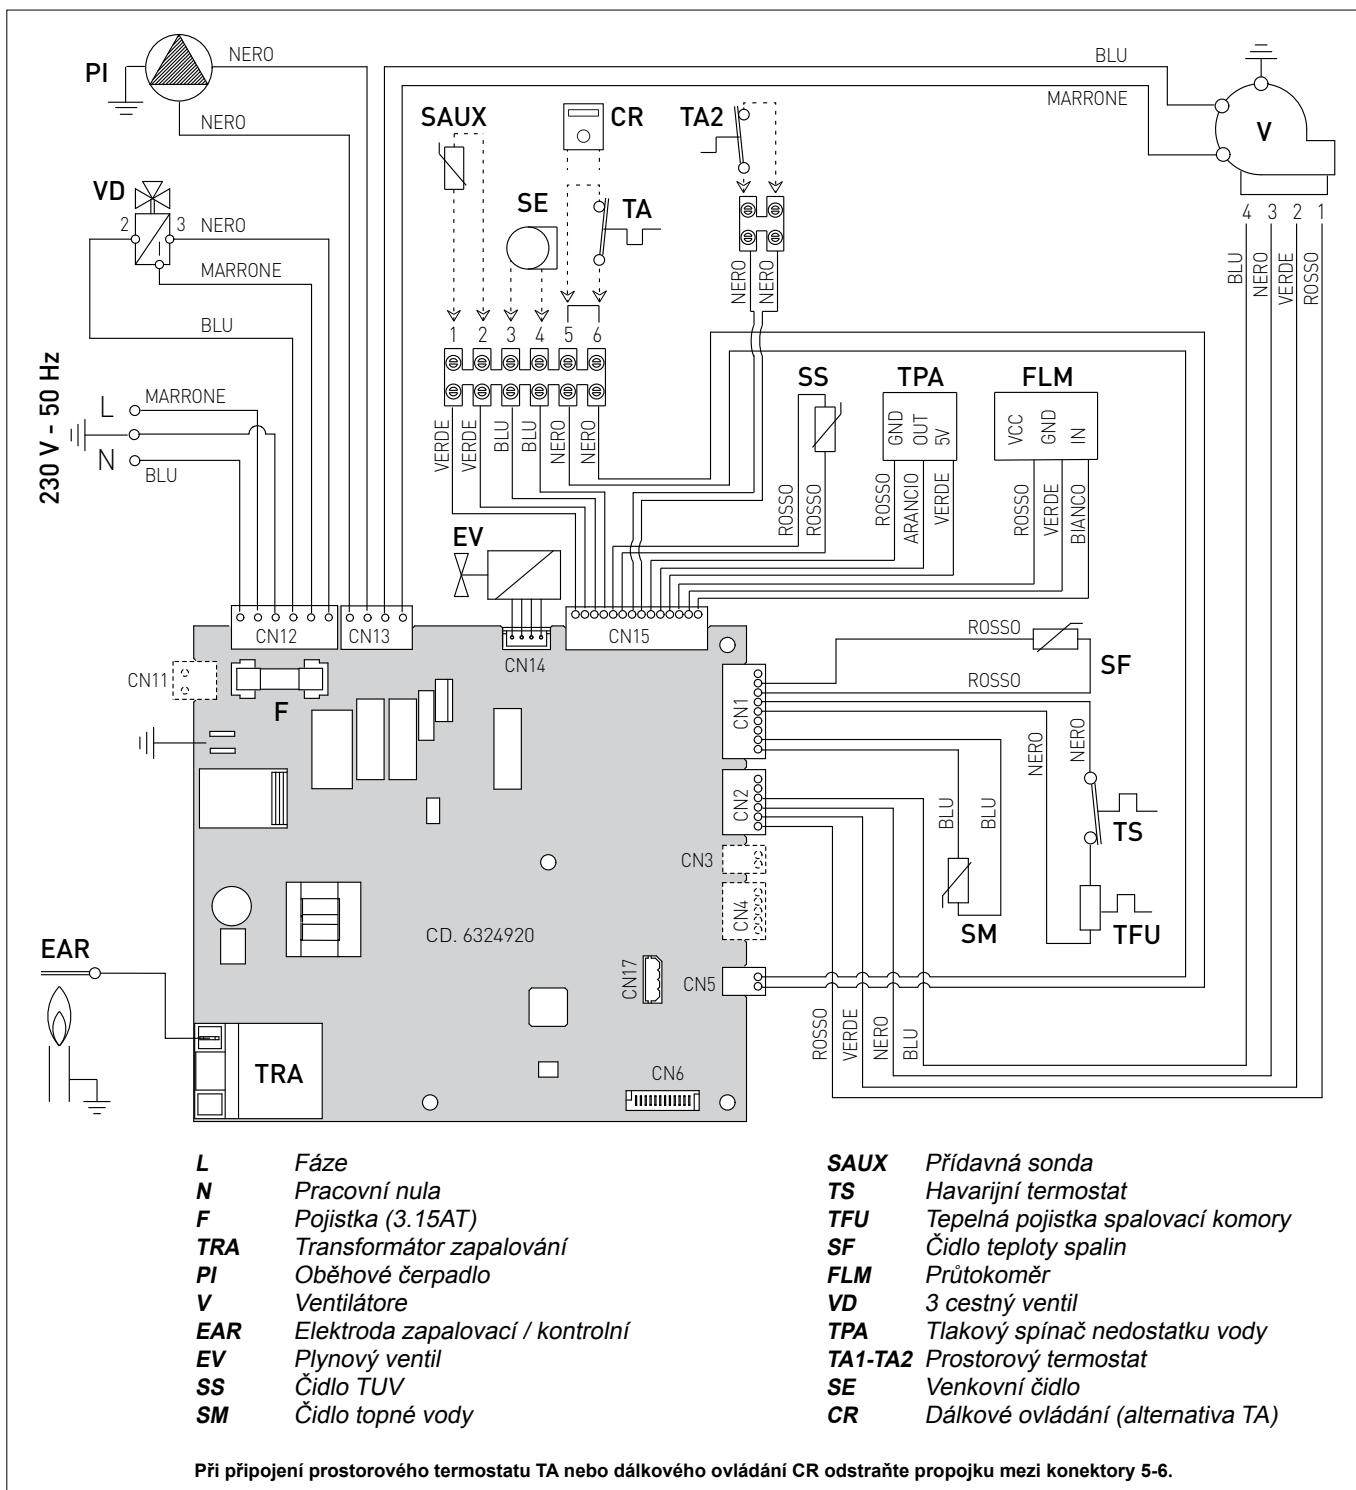 NERO
BLU
PI
MARRONE
NERO
SAUX
CR
TA2
V
VD
SE
TA
2
3
NERO
4
3
2
1
MARRONE
NERO
NERO
BLU
NERO
VERDE
ROSSO
BLU
1
2
3
4
5
6
230 V - 50 Hz
SS
TPA
FLM
L
MARRONE
N
BLU
VERDE
VERDE
BLU
BLU
NERO
NERO
GND
OUT
5V
VCC
GND
IN
ROSSO
ROSSO
ROSSO
ARANCIO
VERDE
ROSSO
VERDE
BIANCO
EV
CN12
CN13
CN14
CN15
ROSSO
SF
ROSSO
CN11
F
CN1
NERO
NERO
CN2
BLU
BLU
TS
CN3
CN4
SM
TFU
CD. 6324920
EAR
CN17
CN5
ROSSO
VERDE
NERO
BLU
TRA
CN6
L Fáze
N Pracovní nula
F Pojistka (3.15AT)
TRA Transformátor zapalování
PI Oběhové čerpadlo
V Ventilátore
EAR Elektroda zapalovací / kontrolní
EV Plynový ventil
SS Čidlo TUV
SM Čidlo topné vody
SAUX Přídavná sonda
TS Havarijní termostat
TFU Tepelná pojistka spalovací komory
SF Čidlo teploty spalin
FLM Průtokoměr
VD 3 cestný ventil
TPA Tlakový spínač nedostatku vody
TA1-TA2 Prostorový termostat
SE Venkovní čidlo
CR Dálkové ovládání (alternativa TA)
Při připojení prostorového termostatu TA nebo dálkového ovládání CR odstraňte propojku mezi konektory 5-6.